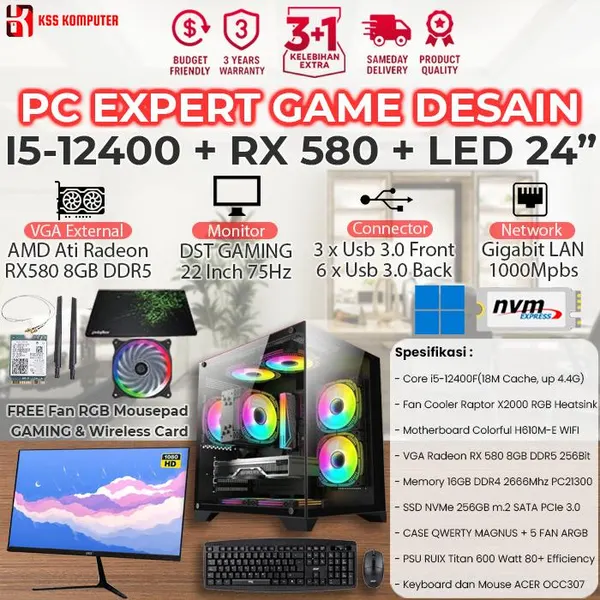 KSS KOMPUTER
BUDGET
FRIENDLY
3
3 YEARS
WARRANTY
3+1
KELEBIHAN
EXTRA
SAMEDAY
DELIVERY
PRODUCT
QUALITY
PC EXPERT GAME DESAIN
I5-12400 + RX 580 + LED 24”
VGA External
AMD Ati Radeon
RX580 8GB DDR5
Monitor
DST GAMING
22 Inch 75Hz
Connector
3 x Usb 3.0 Front
6 x Usb 3.0 Back
Network
Gigabit LAN
1000Mpbs
nvm
EXPRESS
FREE Fan RGB Mousepad
GAMING & Wireless Card
1080
HD
Spesifikasi :
- Core i5-12400F(18M Cache, up 4.4G)
- Fan Cooler Raptor X2000 RGB Heatsink
- Motherboard Colorful H610M-E WIFI
- VGA Radeon RX 580 8GB DDR5 256Bit
- Memory 16GB DDR4 2666Mhz PC21300
- SSD NVMe 256GB m.2 SATA PCIe 3.0
- CASE QWERTY MAGNUS + 5 FAN ARGB
- PSU RUIX Titan 600 Watt 80+ Efficiency
- Keyboard dan Mouse ACER OCC307